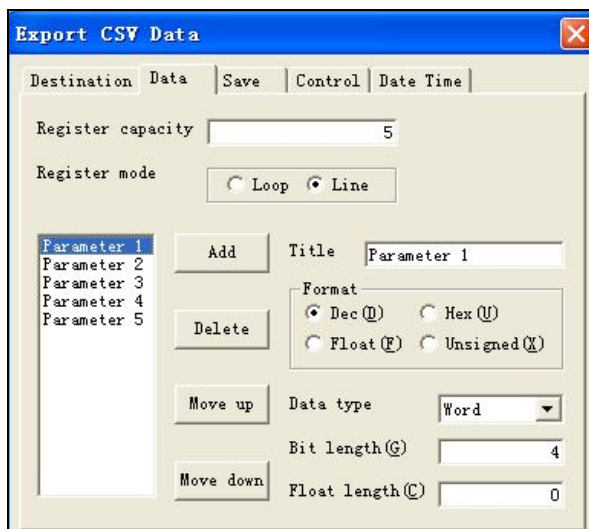 Export CSV Data
Destination Data Save Control Date Time
Register capacity 5
Register mode Loop Line
Parameter 1
Parameter 2
Parameter 3
Parameter 4
Parameter 5
Add
Delete
Move up
Move down
Title Parameter 1
Format
Dec(D) Hex(U)
Float(F) Unsigned(X)
Data type Word
Bit length(G) 4
Float length(C) 0